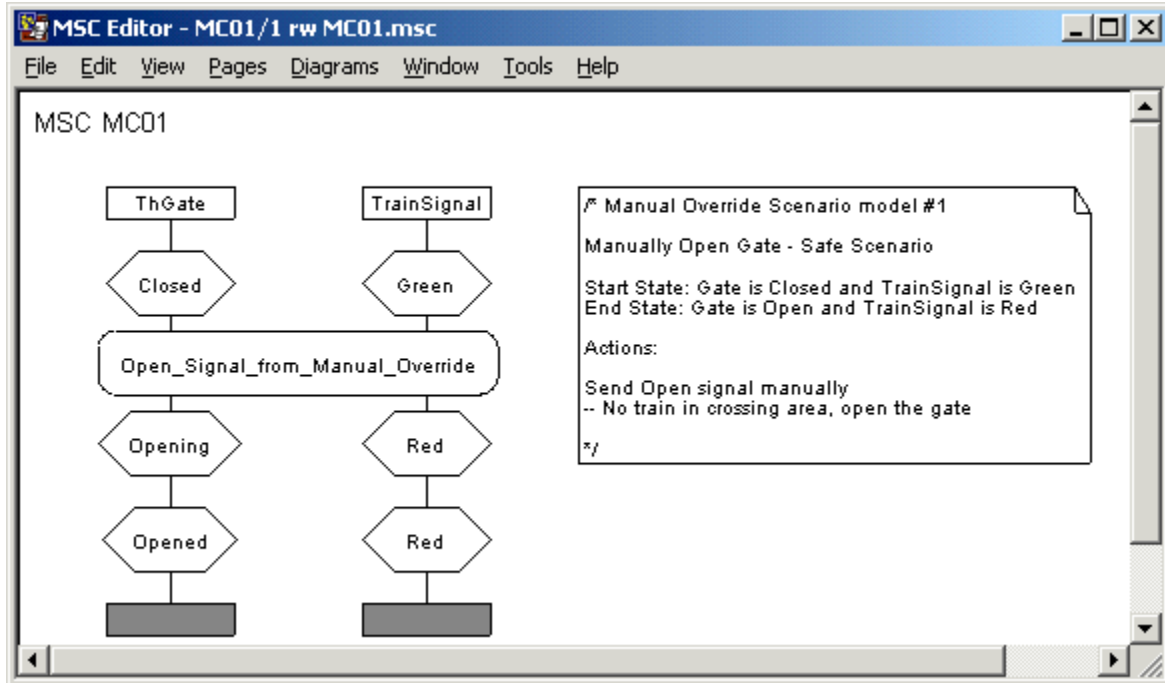 MSC Editor - MC01/1 rw MC01.msc
File Edit View Pages Diagrams Window Tools Help
MSC MC01
ThGate TrainSignal
Closed Green
Open_Signal_from_Manual_Override
Opening Red
Opened Red
/* Manual Override Scenario model #1
Manually Open Gate - Safe Scenario
Start State: Gate is Closed and TrainSignal is Green
End State: Gate is Open and TrainSignal is Red
Actions:
Send Open signal manually
-- No train in crossing area, open the gate
*/